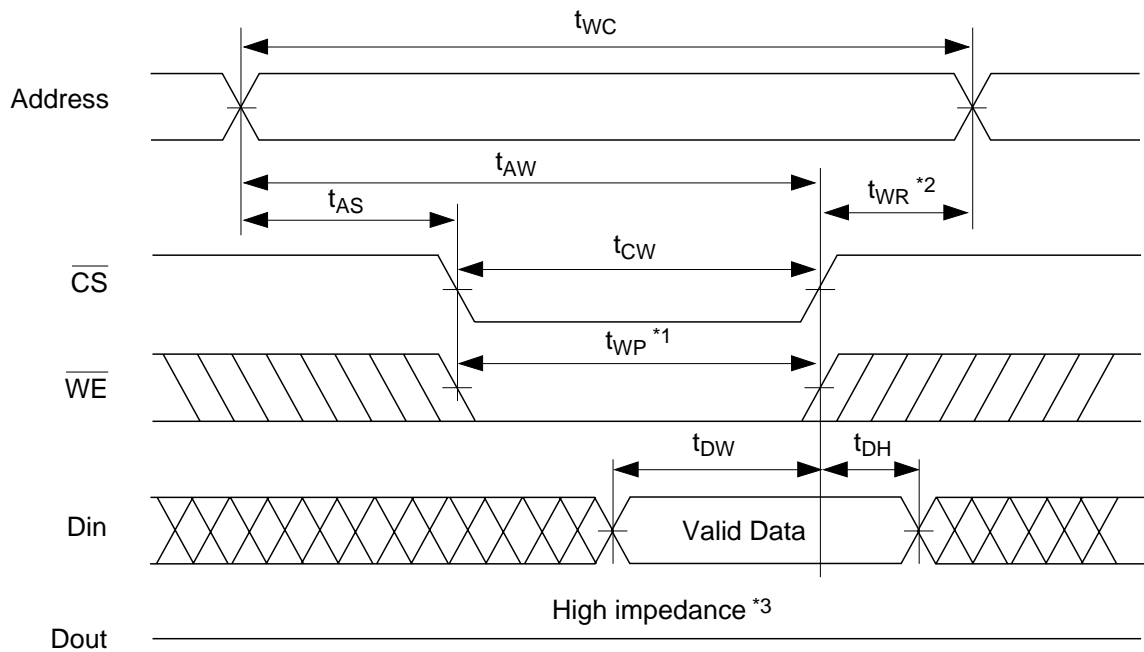 tWC
Address
tAW
tAS
tWR *2
CS
tCW
WE
tWP *1
tDW
tDH
Din
Valid Data
High impedance *3
Dout